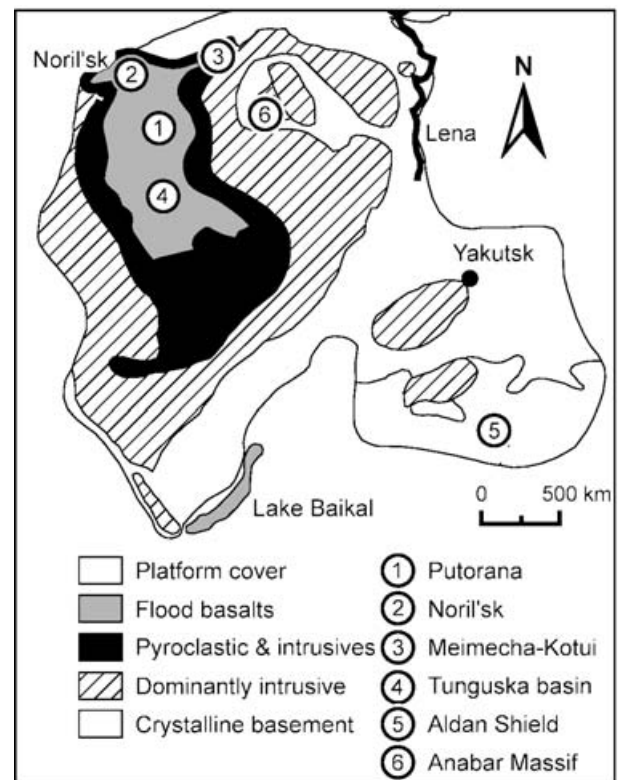 Noril'sk
2
3
N
1
6
Lena
4
Yakutsk
5
0 500 km
Lake Baikal
Platform cover
Flood basalts
Pyroclastic & intrusives
Dominantly intrusive
Crystalline basement
1 Putorana
2 Noril'sk
3 Meimecha-Kotui
4 Tunguska basin
5 Aldan Shield
6 Anabar Massif